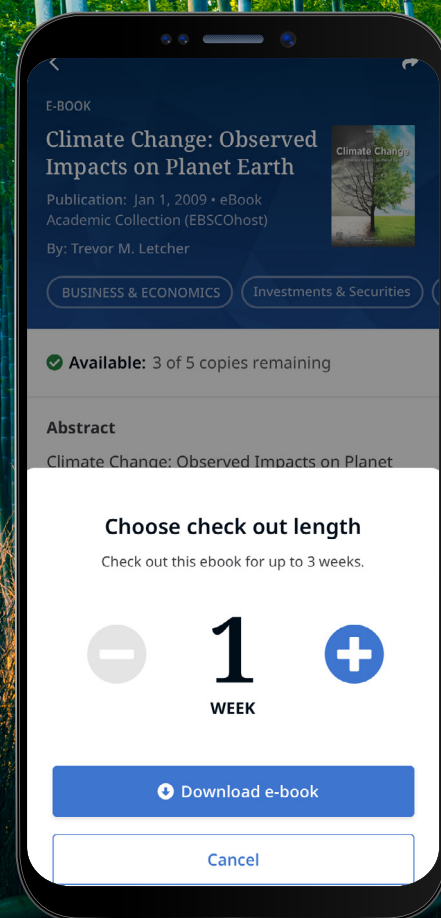 E-BOOK
Climate Change: Observed
Impacts on Planet Earth
Climate Change
Publication: Jan 1, 2009 • eBook
Academic Collection (EBSCOhost)
By: Trevor M. Letcher
BUSINESS & ECONOMICS
Investments & Securities
Available: 3 of 5 copies remaining
Abstract
Climate Change: Observed Impacts on Planet
Choose check out length
Check out this ebook for up to 3 weeks.
1
WEEK
Download e-book
Cancel